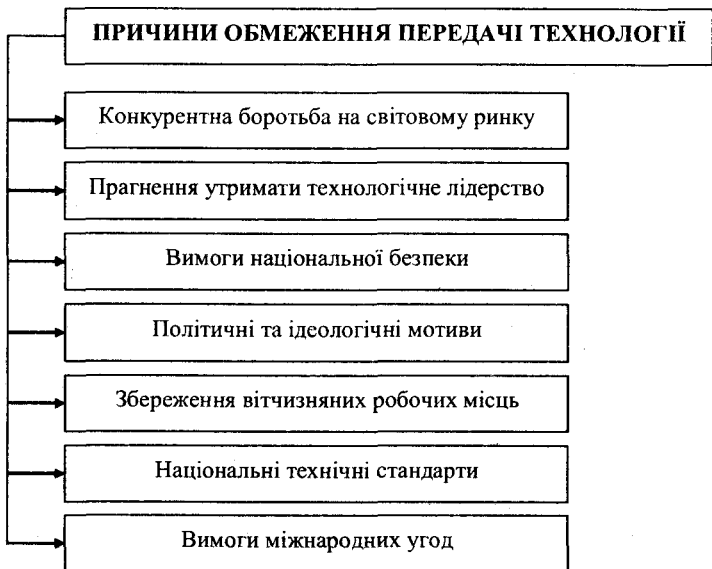 ПРИЧИНИ ОБМЕЖЕННЯ ПЕРЕДАЧІ ТЕХНОЛОГІЇ
Конкурентна боротьба на світовому ринку
Прагнення утримати технологічне лідерство
Вимоги національної безпеки
Політичні та ідеологічні мотиви
Збереження вітчизняних робочих місць
Національні технічні стандарти
Вимоги міжнародних угод